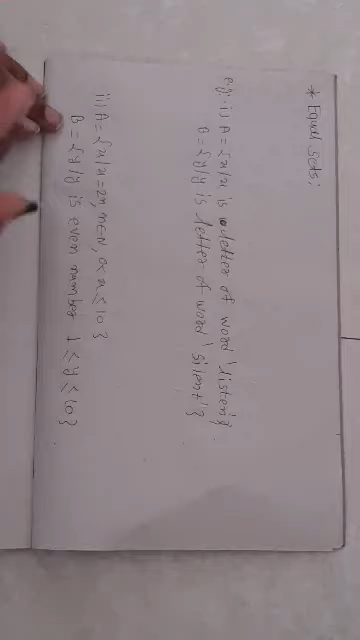 * Equal Sets:
e.g. i) A = {x/x is a letter of word 'listen'}
B = {y/y is letter of word 'silent'}
ii) A = {x/x = 2n, n∈N, 0< x ≤ 10}
B = {y/y is even number 1 ≤ y ≤ 10}